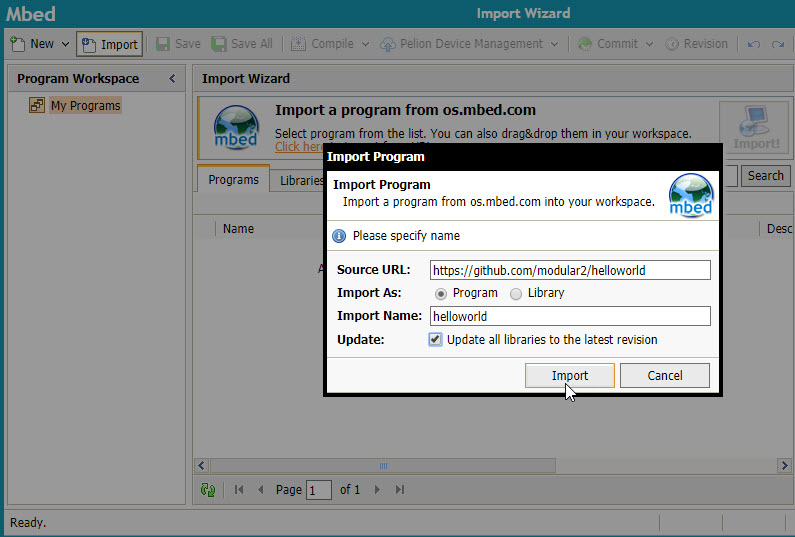 Mbed
Import Wizard
New Import Save Save All Compile Pelion Device Management Commit Revision
Program Workspace
My Programs
Import Wizard
mbed
Import a program from os.mbed.com
Select program from the list. You can also drag&drop them in your workspace.
Click here
Import!
Programs Libraries
Search
Name
Desc
Import Program
Import Program
Import a program from os.mbed.com into your workspace.
mbed
Please specify name
Source URL: https://github.com/modular2/helloworld
Import As: Program Library
Import Name: helloworld
Update: Update all libraries to the latest revision
Import Cancel
Page 1 of 1
Ready.